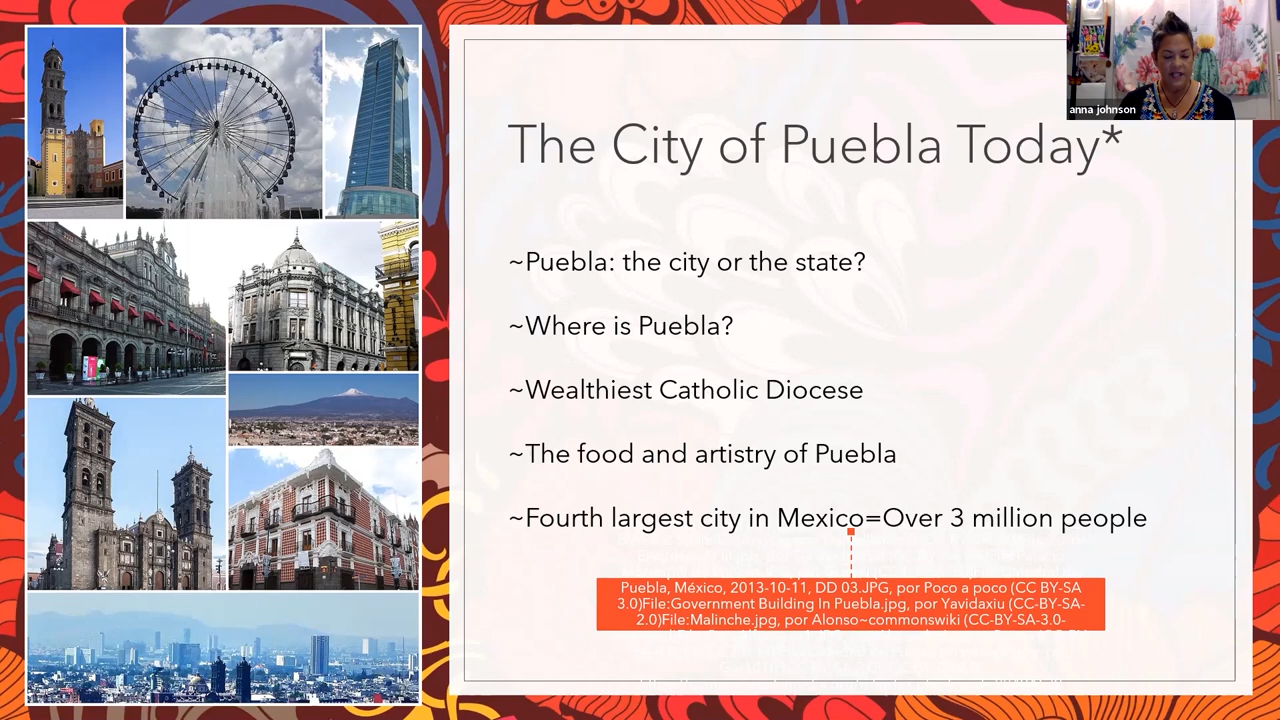 anna johnson
The City of Puebla Today*
~Puebla: the city or the state?
~Where is Puebla?
~Wealthiest Catholic Diocese
~The food and artistry of Puebla
~Fourth largest city in Mexico=Over 3 million people
Puebla, México, 2013-10-11, DD 03.JPG, por Poco a poco (CC BY-SA
3.0)File:Government Building In Puebla.jpg, por Yavidaxiu (CC-BY-SA-
2.0)File:Malinche.jpg, por Alonso~commonswiki (CC-BY-SA-3.0-